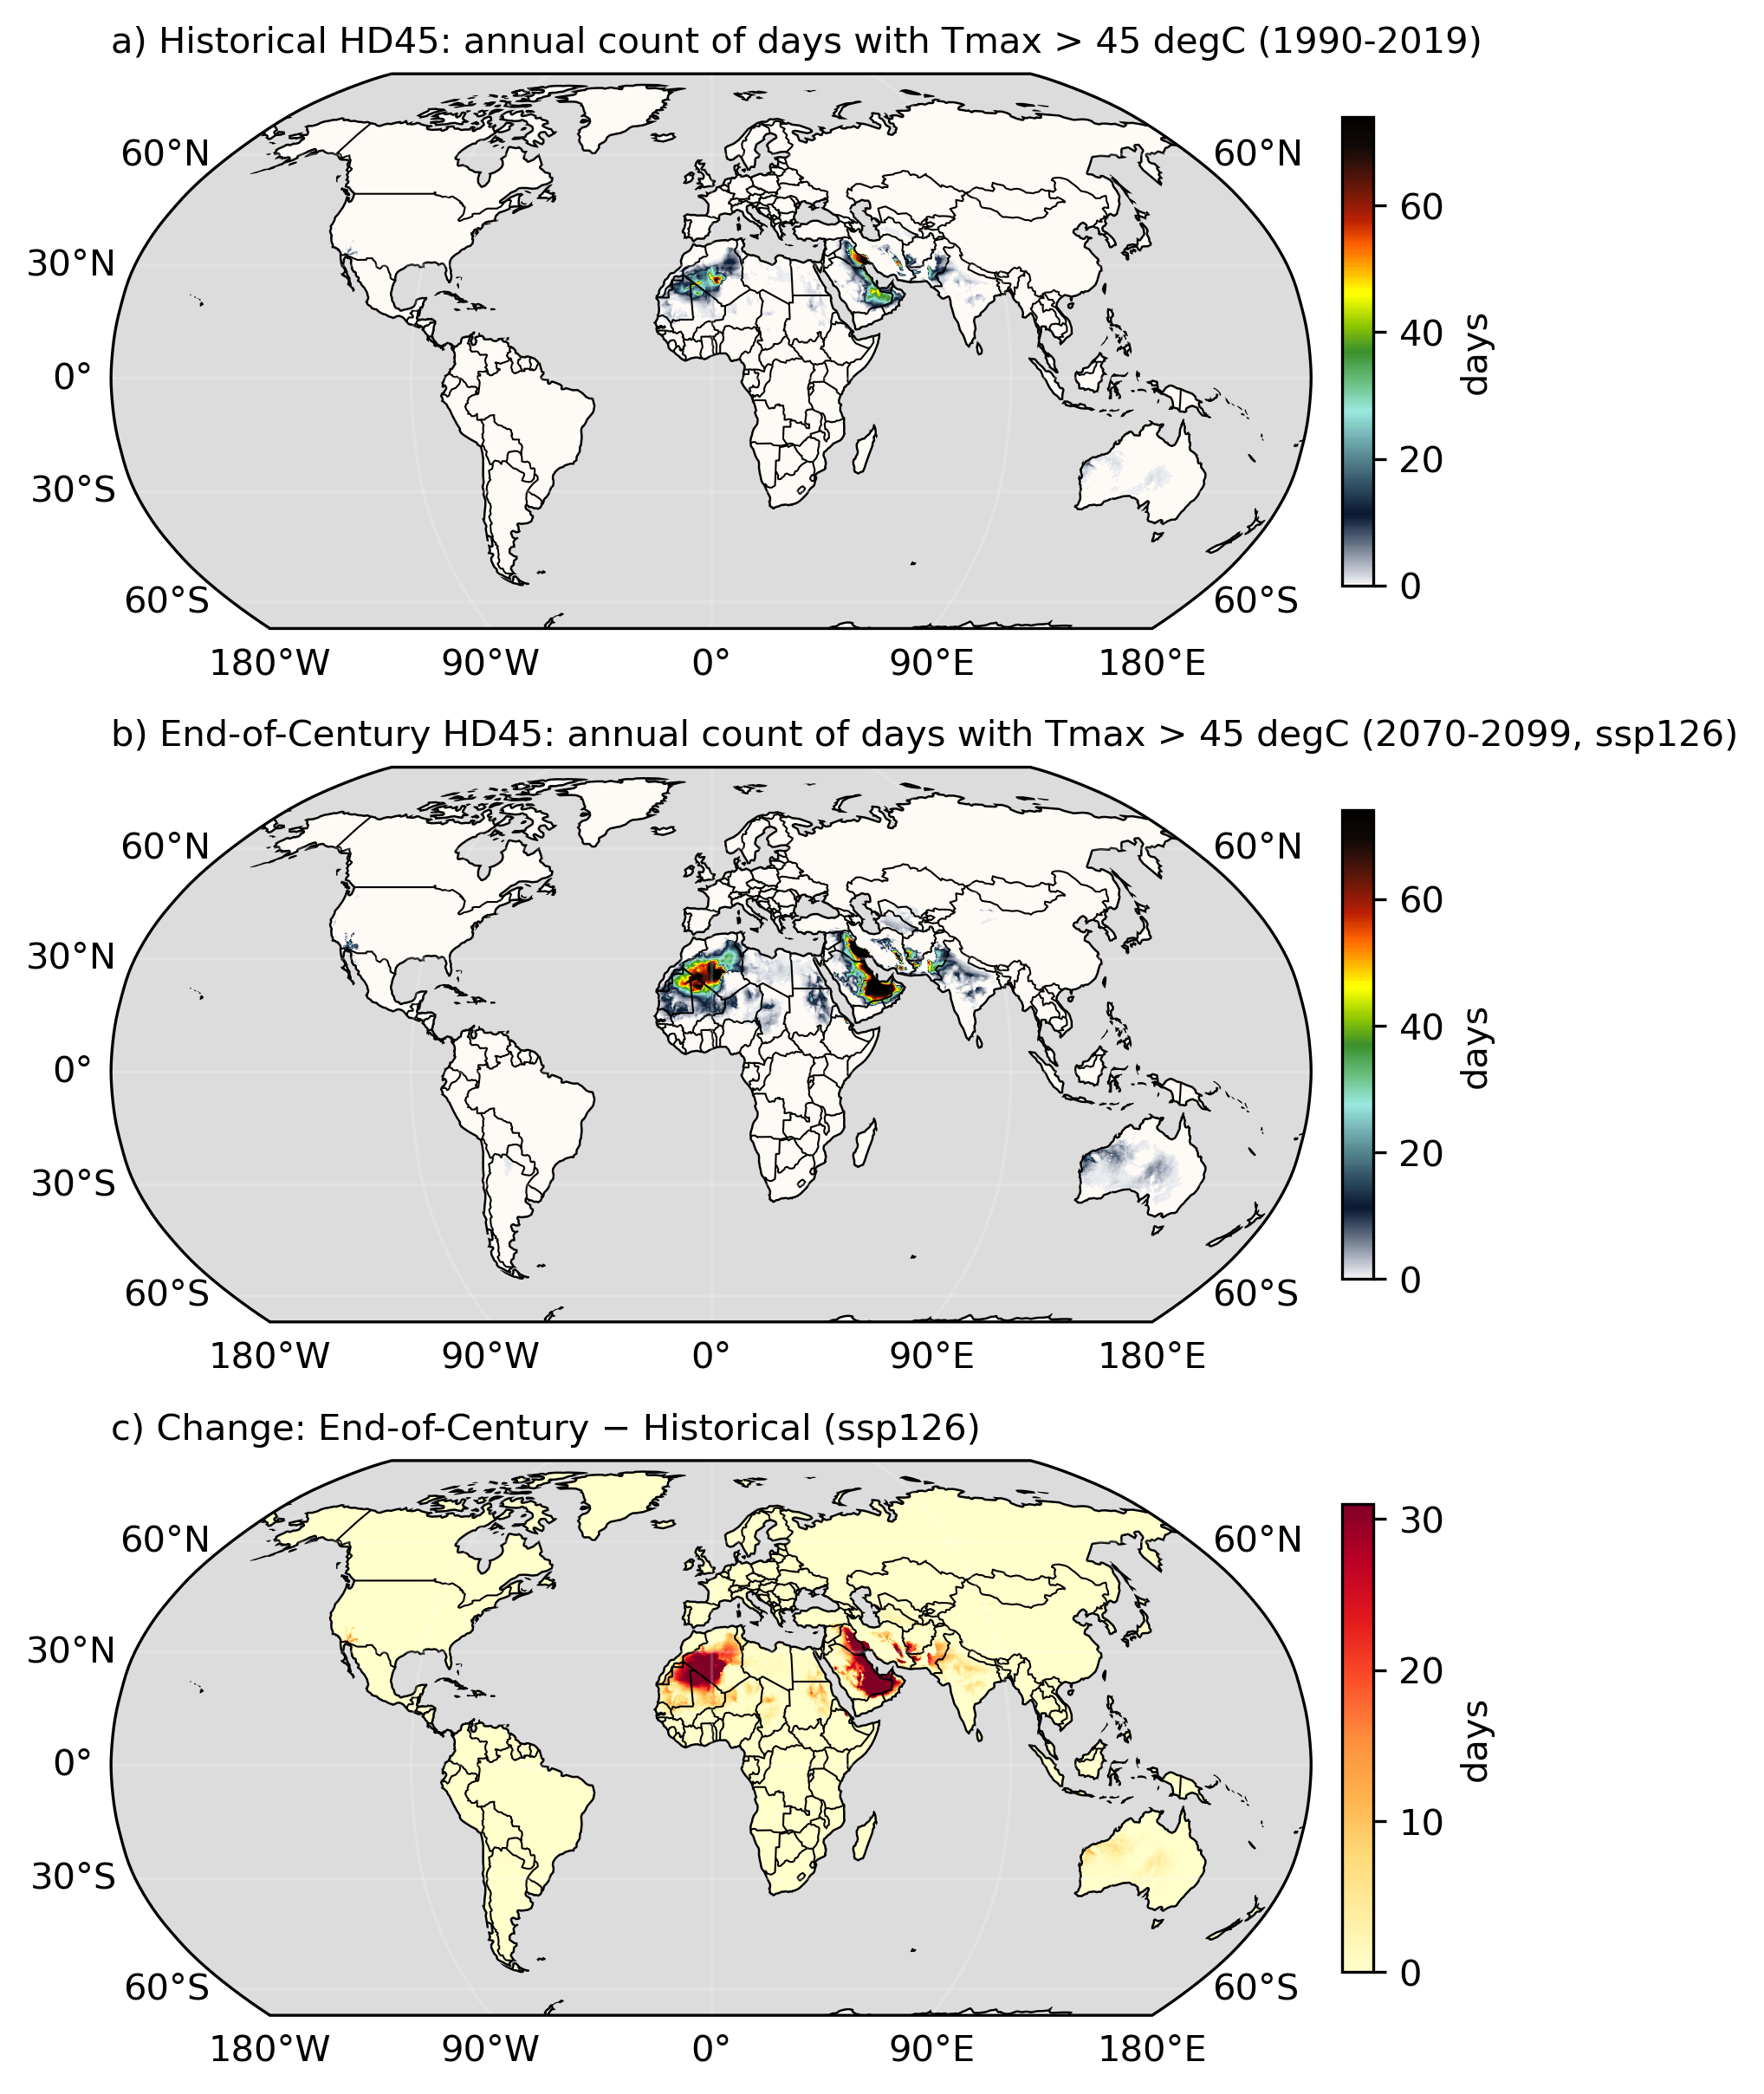 a) Historical HD45: annual count of days with Tmax > 45 degC (1990-2019)
60°N 60°N
30°N
0°
30°S
60°S 60°S
180°W 90°W 0° 90°E 180°E
60
40
20
0
days
b) End-of-Century HD45: annual count of days with Tmax > 45 degC (2070-2099, ssp126)
60°N 60°N
30°N
0°
30°S
60°S 60°S
180°W 90°W 0° 90°E 180°E
60
40
20
0
days
c) Change: End-of-Century − Historical (ssp126)
60°N 60°N
30°N
0°
30°S
60°S 60°S
180°W 90°W 0° 90°E 180°E
30
20
10
0
days